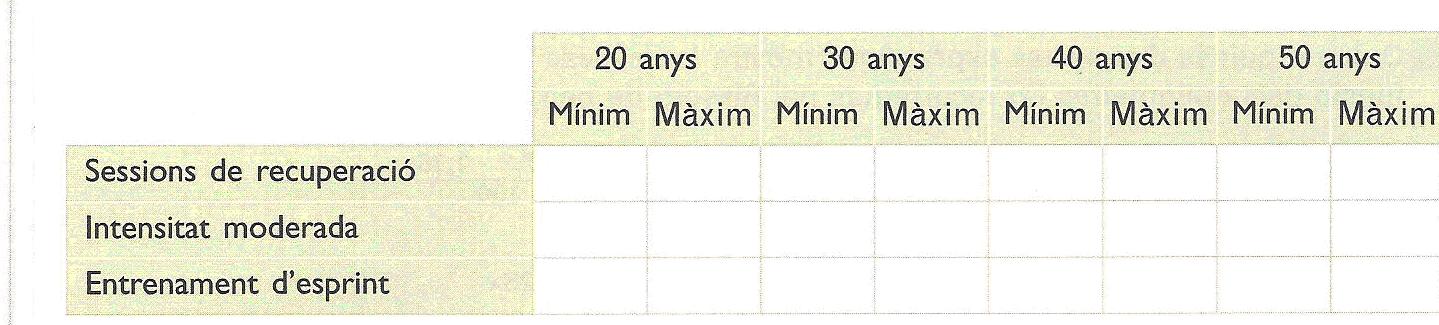 20 anys 30 anys 40 anys 50 anys
Mínim Màxim Mínim Màxim Mínim Màxim Mínim Màxim
Sessions de recuperació
Intensitat moderada
Entrenament d'esprint